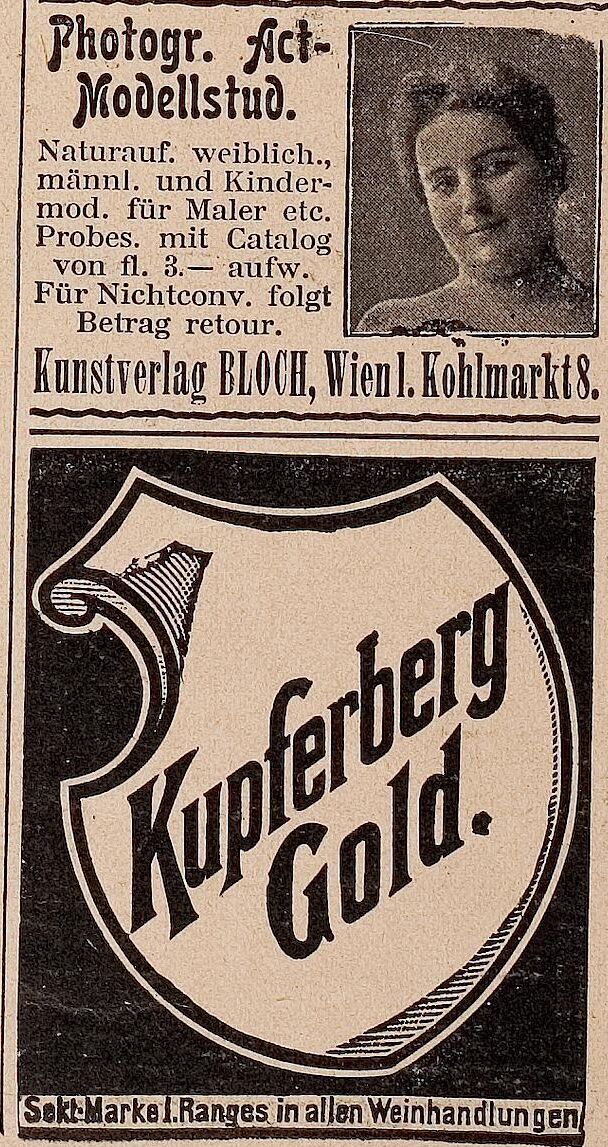 Photogr. Act-
Modellstud.
Naturauf. weiblich.,
männl. und Kinder-
mod. für Maler etc.
Probes. mit Catalog
von fl. 3.— aufw.
Für Nichtconv. folgt
Betrag retour.
Kunstverlag BLOCH, Wien I. Kohlmarkt 8.
Kupferberg
Gold.
Sekt-Marke I. Ranges in allen Weinhandlungen